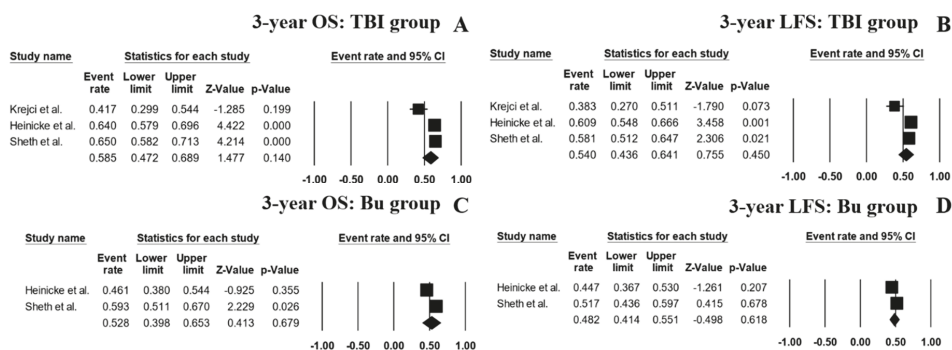 3-year OS: TBI group A
Study name Statistics for each study Event rate and 95% CI
Event rate Lower limit Upper limit Z-Value p-Value
Krejci et al. 0.417 0.299 0.544 -1.285 0.199
Heinicke et al. 0.640 0.579 0.696 4.422 0.000
Sheth et al. 0.650 0.582 0.713 4.214 0.000
0.585 0.472 0.689 1.477 0.140
-1.00 -0.50 0.00 0.50 1.00
3-year LFS: TBI group B
Study name Statistics for each study Event rate and 95% CI
Event rate Lower limit Upper limit Z-Value p-Value
Krejci et al. 0.383 0.270 0.511 -1.790 0.073
Heinicke et al. 0.609 0.548 0.666 3.458 0.001
Sheth et al. 0.581 0.512 0.647 2.306 0.021
0.540 0.436 0.641 0.755 0.450
-1.00 -0.50 0.00 0.50 1.00
3-year OS: Bu group C
Study name Statistics for each study Event rate and 95% CI
Event rate Lower limit Upper limit Z-Value p-Value
Heinicke et al. 0.461 0.380 0.544 -0.925 0.355
Sheth et al. 0.593 0.511 0.670 2.229 0.026
0.528 0.398 0.653 0.413 0.679
-1.00 -0.50 0.00 0.50 1.00
3-year LFS: Bu group D
Study name Statistics for each study Event rate and 95% CI
Event rate Lower limit Upper limit Z-Value p-Value
Heinicke et al. 0.447 0.367 0.530 -1.261 0.207
Sheth et al. 0.517 0.436 0.597 0.415 0.678
0.482 0.414 0.551 -0.498 0.618
-1.00 -0.50 0.00 0.50 1.00